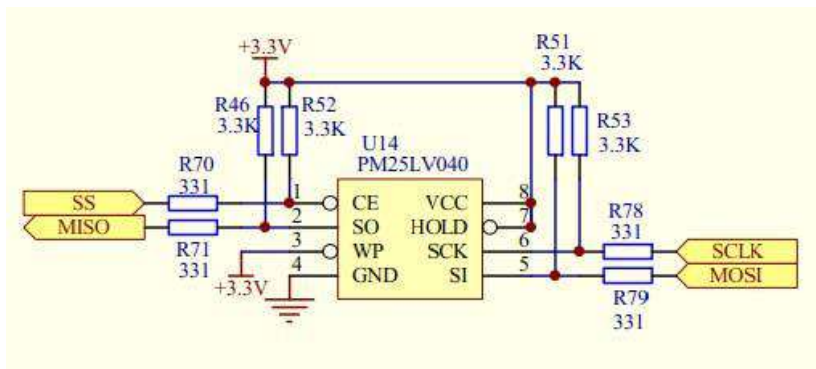 +3.3V
R46
3.3K
R52
3.3K
R51
3.3K
R53
3.3K
U14
PM25LV040
R70
331
SS
MISO
R71
331
+3.3V
1 CE VCC 8
2 SO HOLD 7
3 WP SCK 6
4 GND SI 5
R78
331
SCLK
MOSI
R79
331